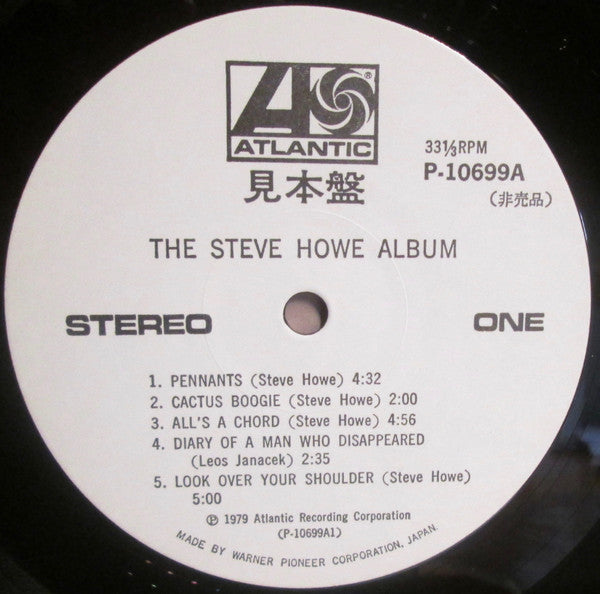 ®
ATLANTIC
見本盤
33⅓RPM
P-10699A
(非売品)
THE STEVE HOWE ALBUM
STEREO
ONE
1. PENNANTS (Steve Howe) 4:32
2. CACTUS BOOGIE (Steve Howe) 2:00
3. ALL'S A CHORD (Steve Howe) 4:56
4. DIARY OF A MAN WHO DISAPPEARED
(Leos Janacek) 2:35
5. LOOK OVER YOUR SHOULDER (Steve Howe)
5:00
℗ 1979 Atlantic Recording Corporation
(P-10699A1)
MADE BY WARNER PIONEER CORPORATION, JAPAN.